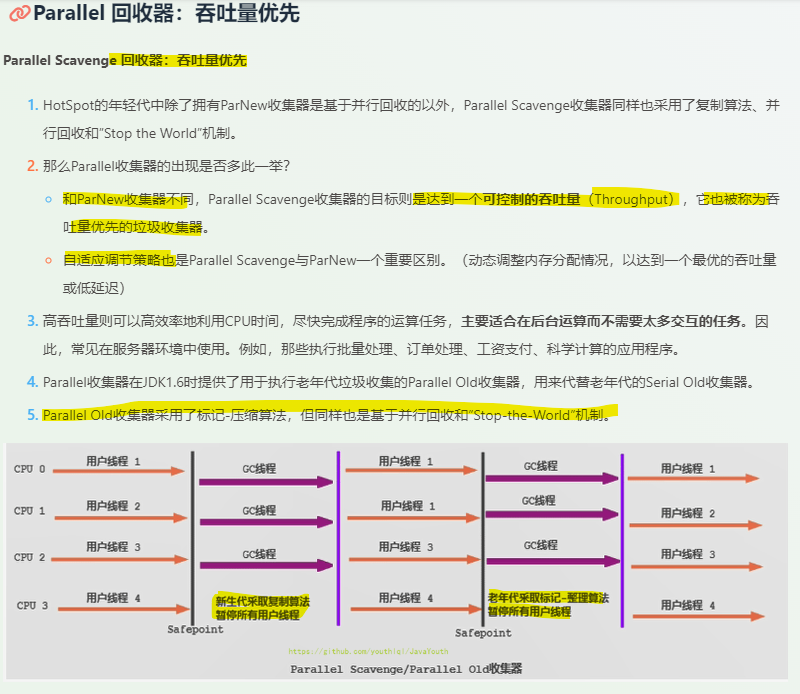 Parallel 回收器：吞吐量优先
Parallel Scavenge 回收器：吞吐量优先
1. HotSpot的年轻代中除了拥有ParNew收集器是基于并行回收的以外，Parallel Scavenge收集器同样也采用了复制算法、并
行回收和"Stop the World"机制。
2. 那么Parallel收集器的出现是否多此一举？
和ParNew收集器不同，Parallel Scavenge收集器的目标则是达到一个可控制的吞吐量（Throughput），它也被称为吞
吐量优先的垃圾收集器。
自适应调节策略也是Parallel Scavenge与ParNew一个重要区别。（动态调整内存分配情况，以达到一个最优的吞吐量
或低延迟）
3. 高吞吐量则可以高效率地利用CPU时间，尽快完成程序的运算任务，主要适合在后台运算而不需要太多交互的任务。因
此，常见在服务器环境中使用。例如，那些执行批量处理、订单处理、工资支付、科学计算的应用程序。
4. Parallel收集器在JDK1.6时提供了用于执行老年代垃圾收集的Parallel Old收集器，用来代替老年代的Serial Old收集器。
5. Parallel Old收集器采用了标记-压缩算法，但同样也是基于并行回收和"Stop-the-World"机制。
CPU 0 用户线程 1 GC线程 用户线程 1 GC线程 用户线程 1
CPU 1 用户线程 2 GC线程 用户线程 1 GC线程 用户线程 2
CPU 2 用户线程 3 GC线程 用户线程 3 GC线程 用户线程 3
CPU 3 用户线程 4 新生代采取复制算法 用户线程 4 老年代采取标记-整理算法 用户线程 4
暂停所有用户线程 暂停所有用户线程
Safepoint Safepoint
https://github.com/youthlql/JavaYouth
Parallel Scavenge/Parallel Old收集器